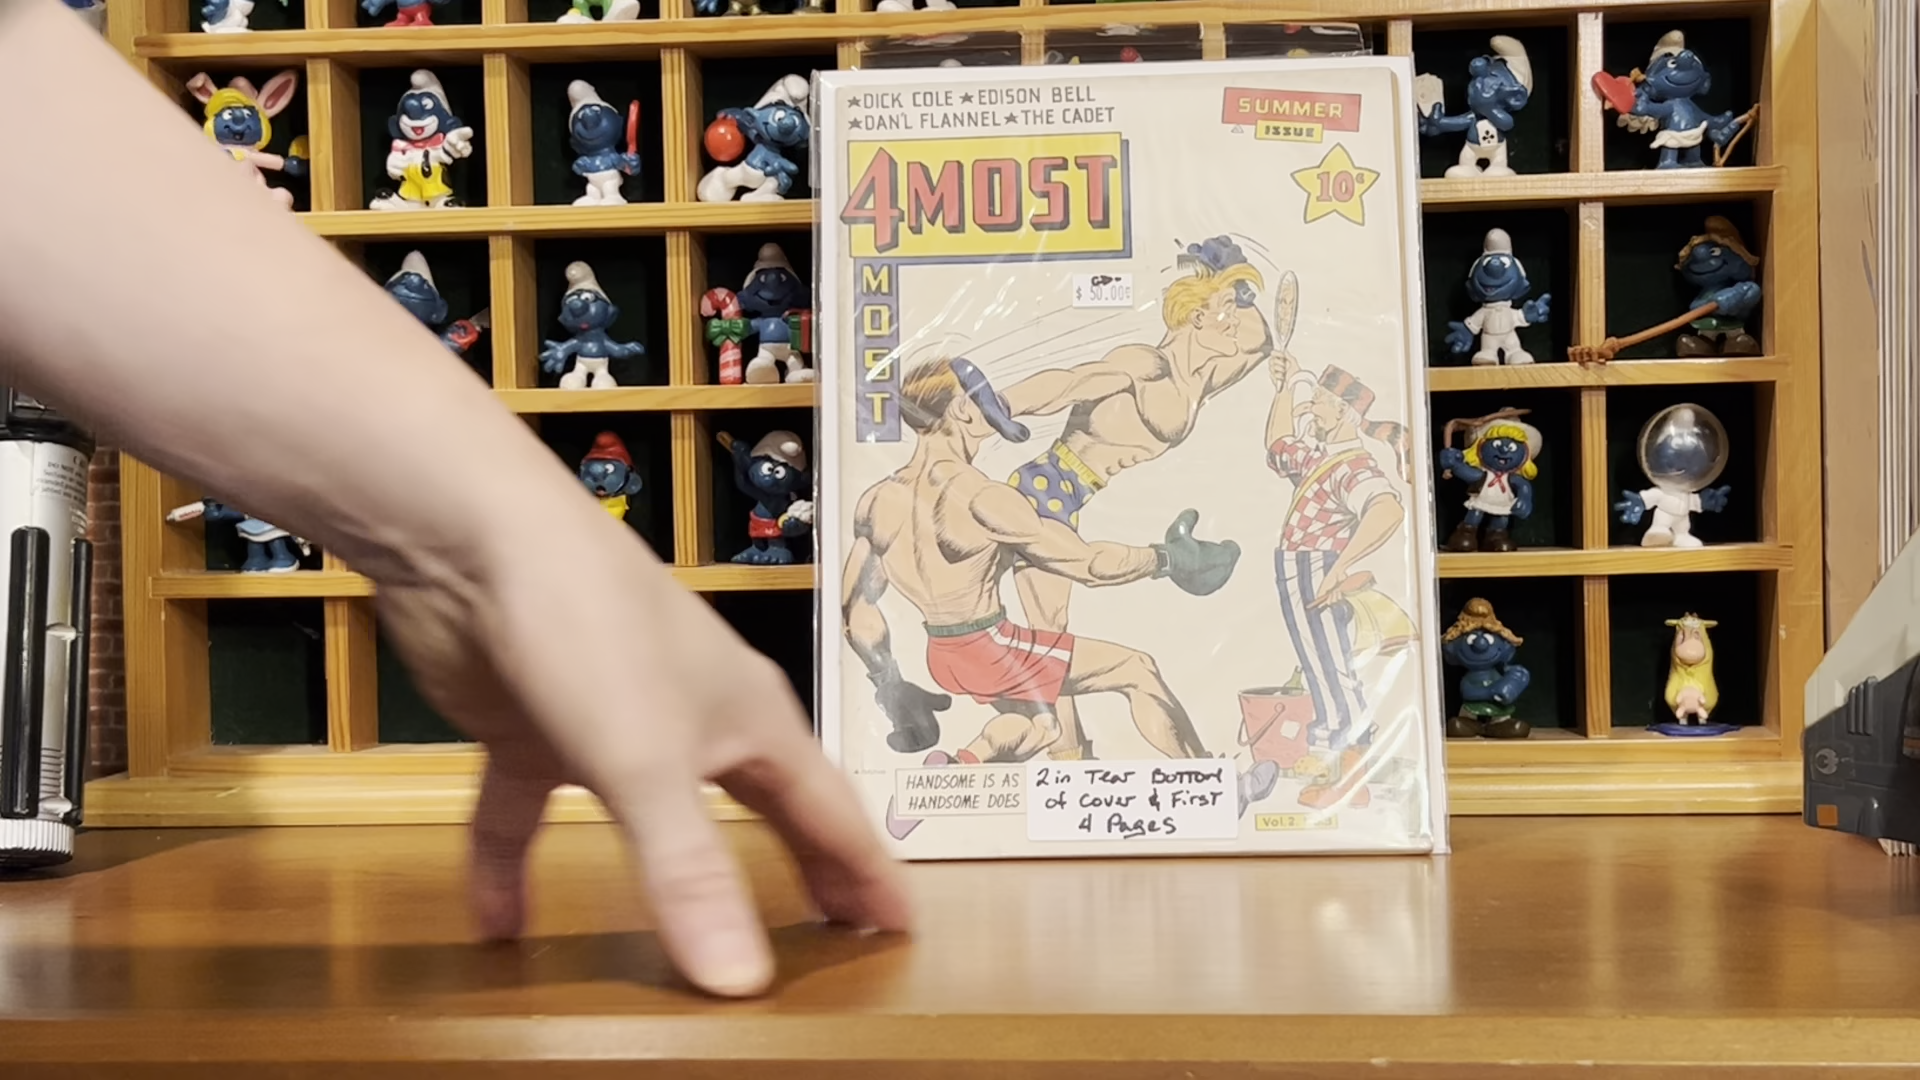 ★DICK COLE ★EDISON BELL
★DAN'L FLANNEL★THE CADET
SUMMER
ISSUE
10¢
4MOST
MOST
$ 50.00
HANDSOME IS AS
HANDSOME DOES
2 in Tear Bottom
of Cover & First
4 Pages
Vol. 2.